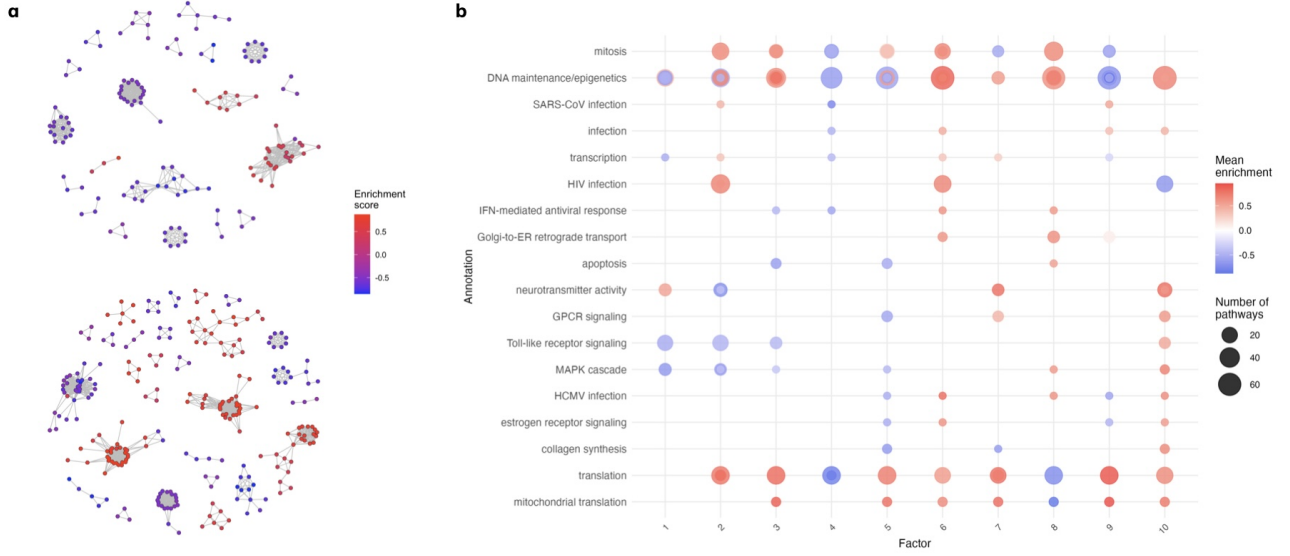 a
b
Enrichment
score
0.5
0.0
-0.5
Annotation
mitosis
DNA maintenance/epigenetics
SARS-CoV infection
infection
transcription
HIV infection
IFN-mediated antiviral response
Golgi-to-ER retrograde transport
apoptosis
neurotransmitter activity
GPCR signaling
Toll-like receptor signaling
MAPK cascade
HCMV infection
estrogen receptor signaling
collagen synthesis
translation
mitochondrial translation
1 2 3 4 5 6 7 8 9 10
Factor
Mean
enrichment
0.5
0.0
-0.5
Number of
pathways
20
40
60